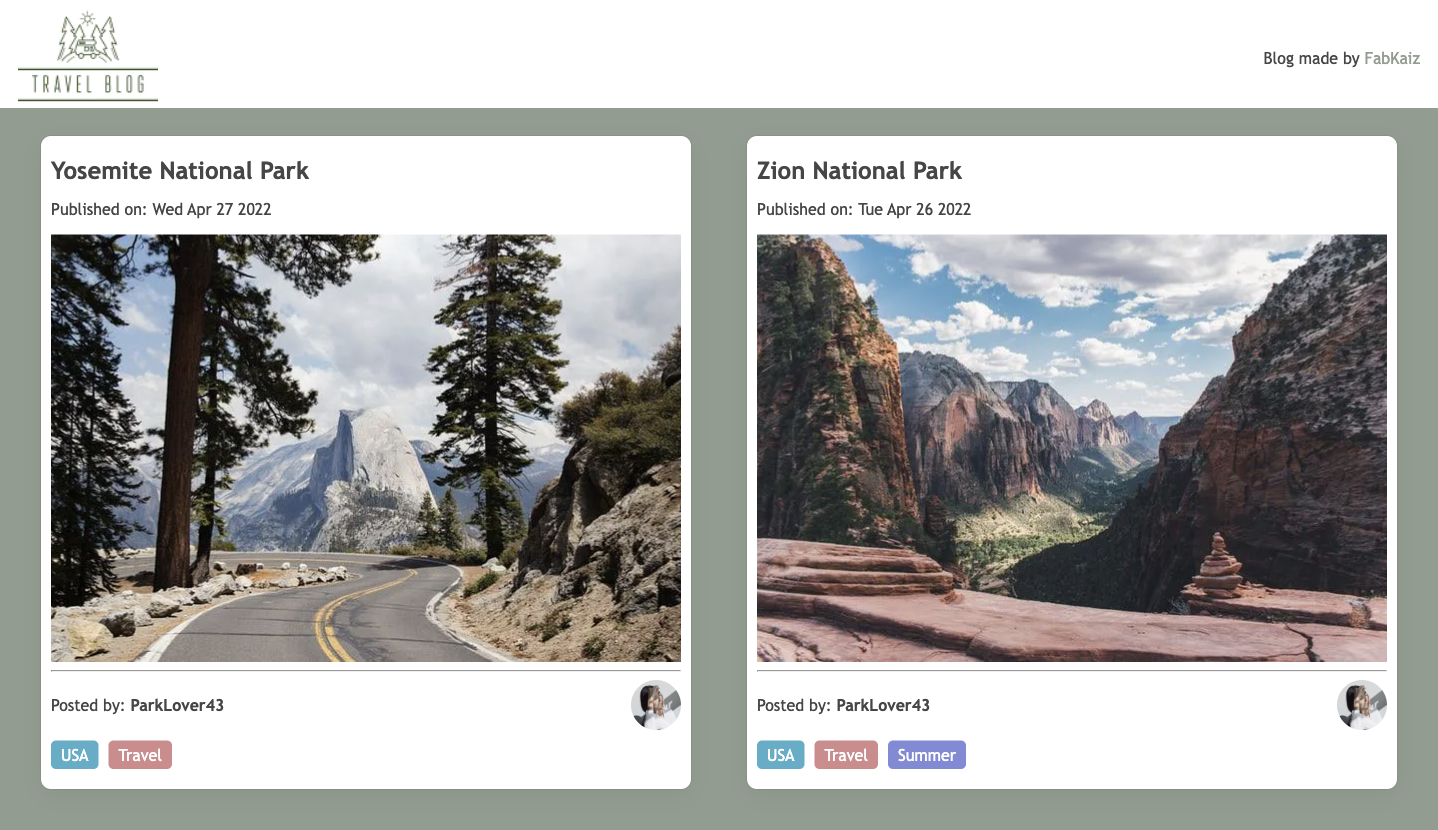 TRAVEL BLOG
Blog made by FabKaiz
Yosemite National Park
Published on: Wed Apr 27 2022
Posted by: ParkLover43
USA Travel
Zion National Park
Published on: Tue Apr 26 2022
Posted by: ParkLover43
USA Travel Summer